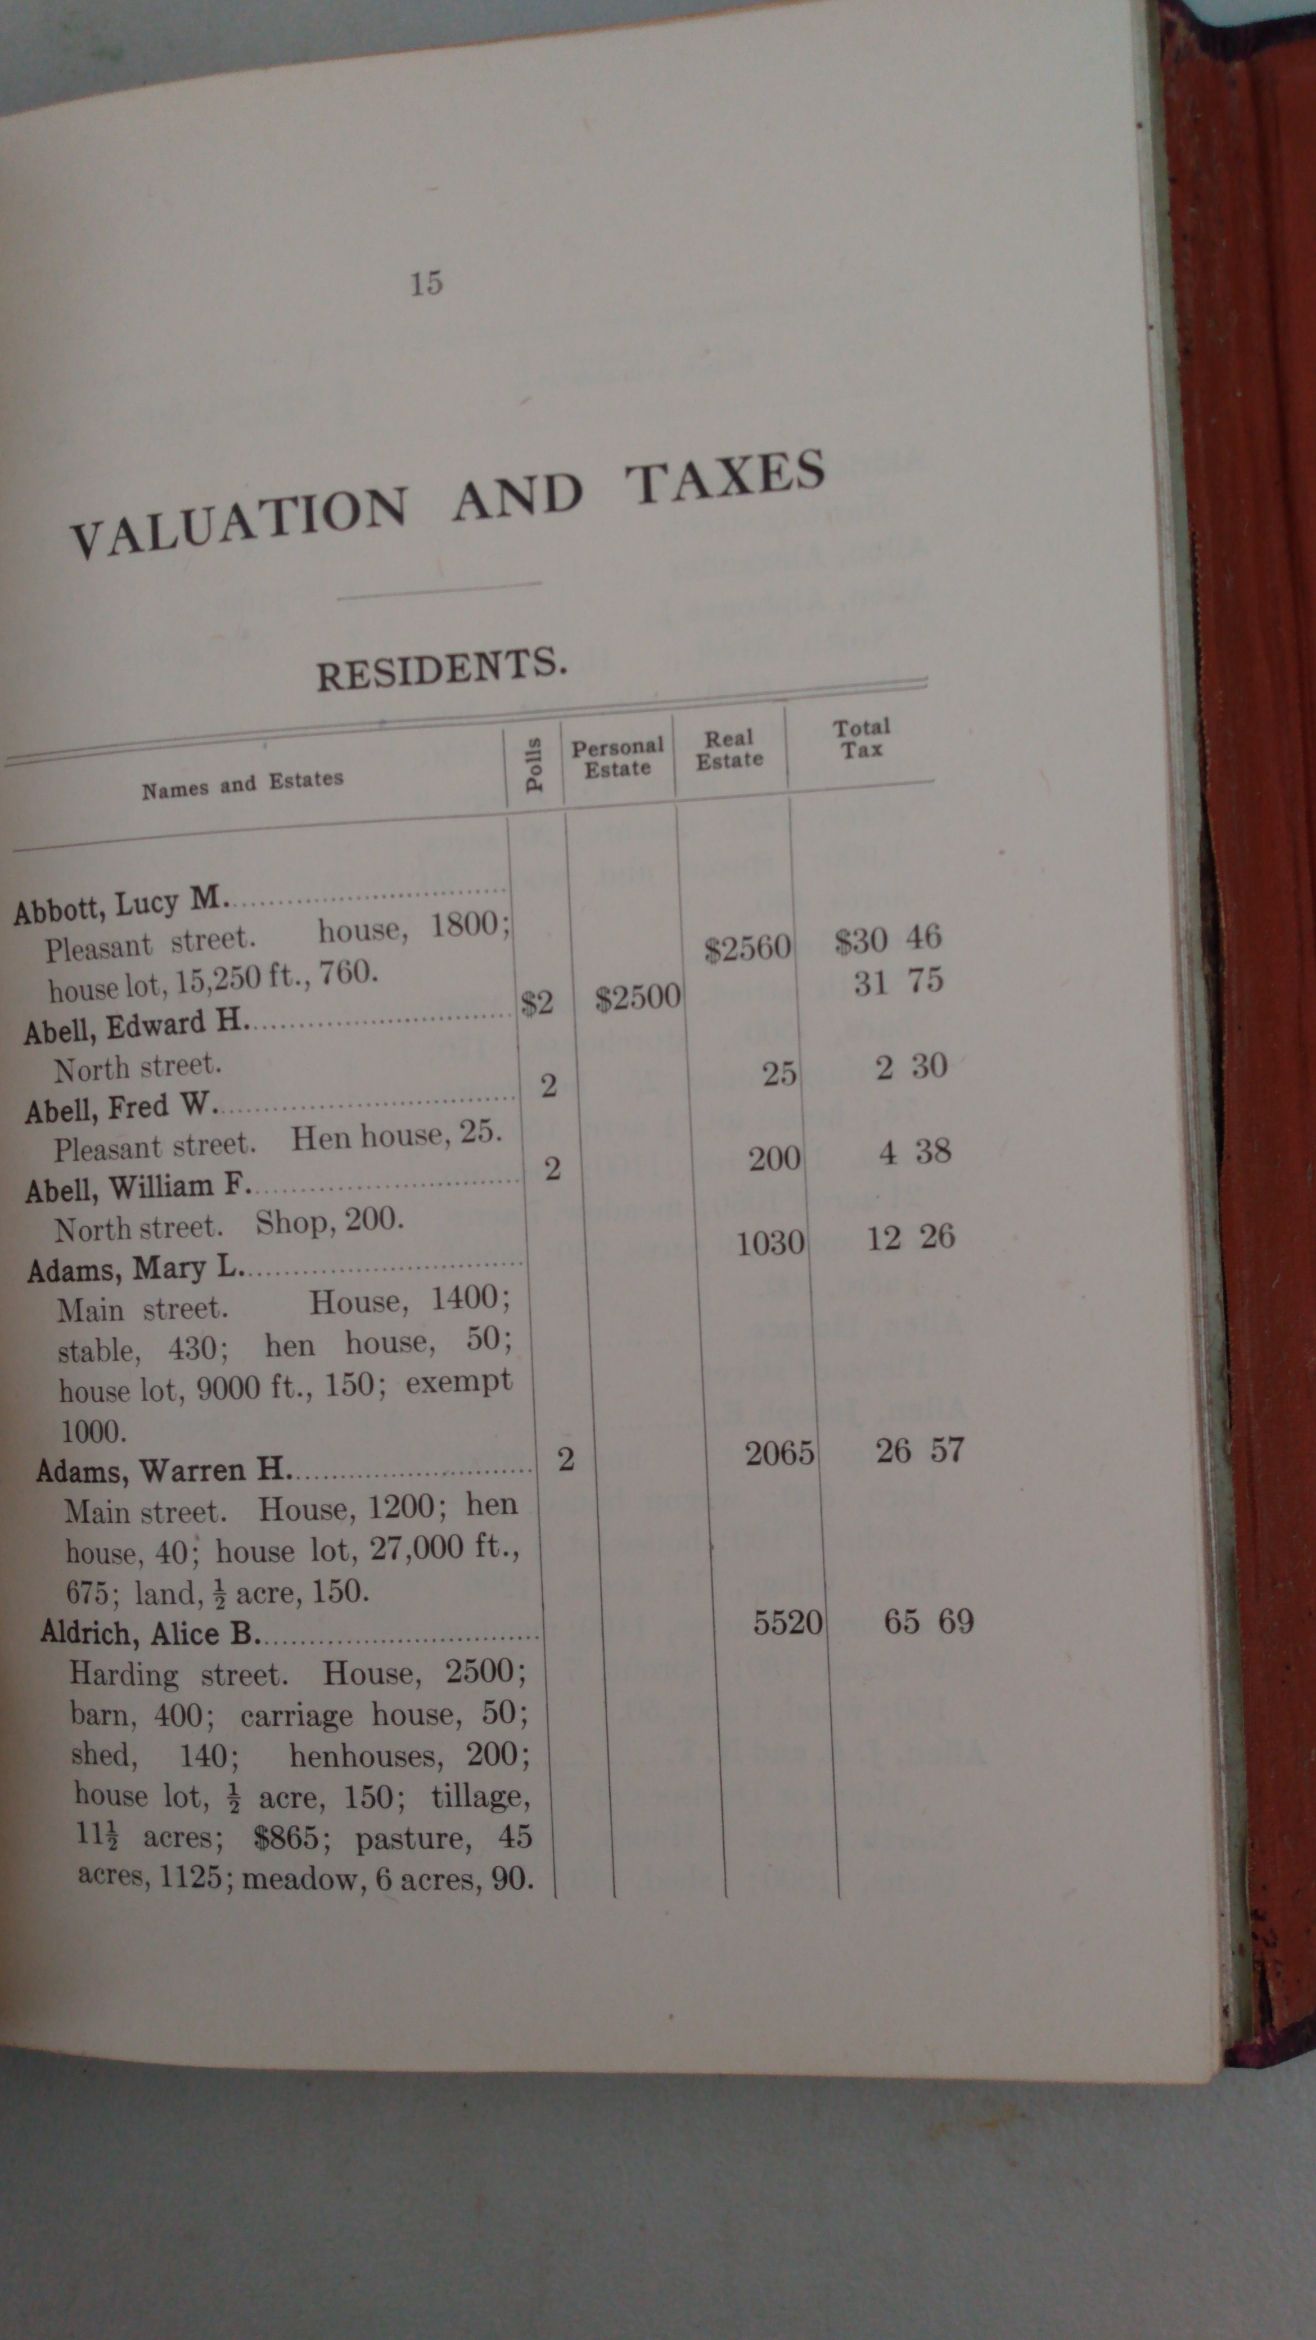 15
VALUATION AND TAXES
RESIDENTS.
Names and Estates Polls Personal Estate Real Estate Total Tax
Abbott, Lucy M. $2560 $30 46
Pleasant street. house, 1800;
house lot, 15,250 ft., 760.
Abell, Edward H. $2 $2500 31 75
North street.
Abell, Fred W. 2 25 2 30
Pleasant street. Hen house, 25.
Abell, William F. 2 200 4 38
North street. Shop, 200.
Adams, Mary L. 1030 12 26
Main street. House, 1400;
stable, 430; hen house, 50;
house lot, 9000 ft., 150; exempt
1000.
Adams, Warren H. 2 2065 26 57
Main street. House, 1200; hen
house, 40; house lot, 27,000 ft.,
675; land, ½ acre, 150.
Aldrich, Alice B. 5520 65 69
Harding street. House, 2500;
barn, 400; carriage house, 50;
shed, 140; henhouses, 200;
house lot, ½ acre, 150; tillage,
11½ acres; $865; pasture, 45
acres, 1125; meadow, 6 acres, 90.